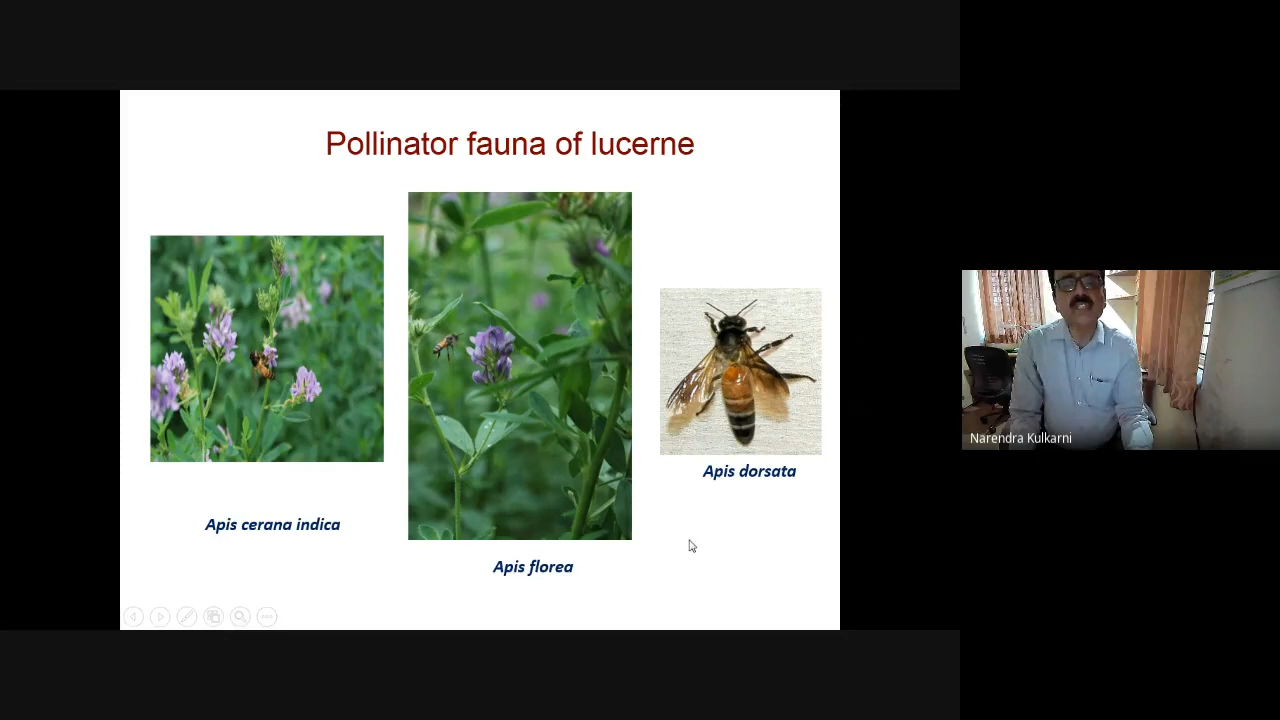 Pollinator fauna of lucerne
Apis dorsata
Apis cerana indica
Apis florea
Narendra Kulkarni